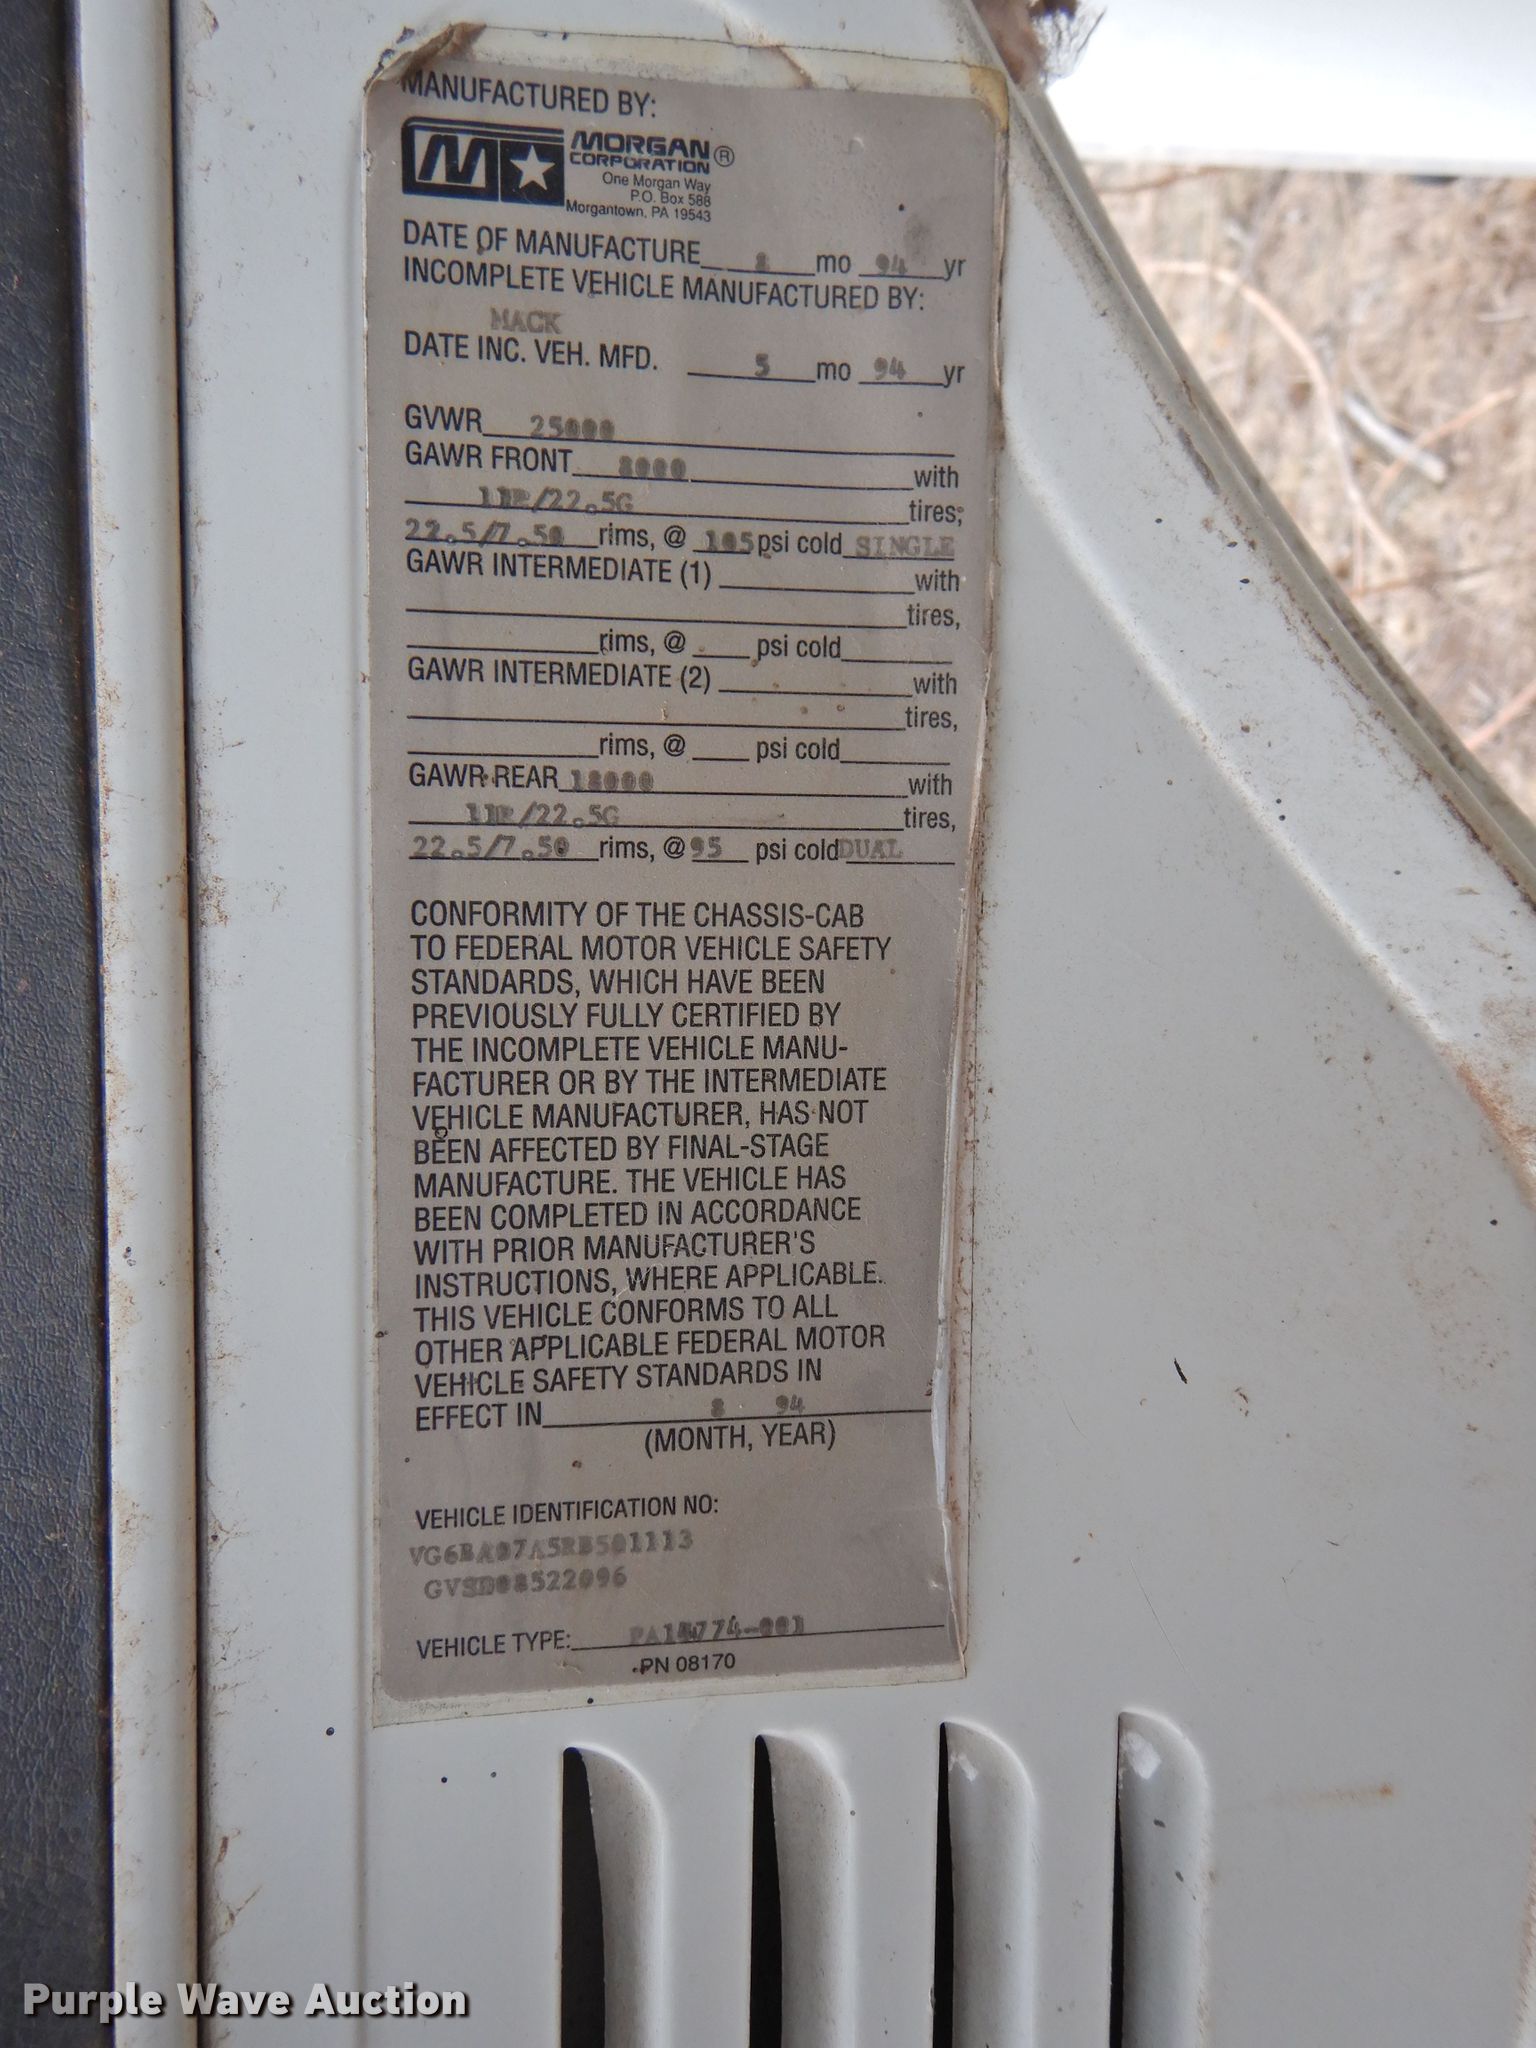 MANUFACTURED BY:
MORGAN ®
CORPORATION
One Morgan Way
P.O. Box 588
Morgantown, PA 19543
DATE OF MANUFACTURE 8 mo 94 yr
INCOMPLETE VEHICLE MANUFACTURED BY:
MACK
DATE INC. VEH. MFD. 5 mo 94 yr
GVWR 25000
GAWR FRONT 8000 with
11R/22.5G tires,
22.5/7.50 rims, @ 105 psi cold SINGLE
GAWR INTERMEDIATE (1) with
tires,
rims, @ psi cold
GAWR INTERMEDIATE (2) with
tires,
rims, @ psi cold
GAWR REAR 18000 with
11R/22.5G tires,
22.5/7.50 rims, @ 95 psi cold DUAL
CONFORMITY OF THE CHASSIS-CAB
TO FEDERAL MOTOR VEHICLE SAFETY
STANDARDS, WHICH HAVE BEEN
PREVIOUSLY FULLY CERTIFIED BY
THE INCOMPLETE VEHICLE MANU-
FACTURER OR BY THE INTERMEDIATE
VEHICLE MANUFACTURER, HAS NOT
BEEN AFFECTED BY FINAL-STAGE
MANUFACTURE. THE VEHICLE HAS
BEEN COMPLETED IN ACCORDANCE
WITH PRIOR MANUFACTURER'S
INSTRUCTIONS, WHERE APPLICABLE.
THIS VEHICLE CONFORMS TO ALL
OTHER APPLICABLE FEDERAL MOTOR
VEHICLE SAFETY STANDARDS IN
EFFECT IN 8 94
(MONTH, YEAR)
VEHICLE IDENTIFICATION NO:
VG6BA07A5RB501113
VEHICLE TYPE:
PN 08170
Purple Wave Auction